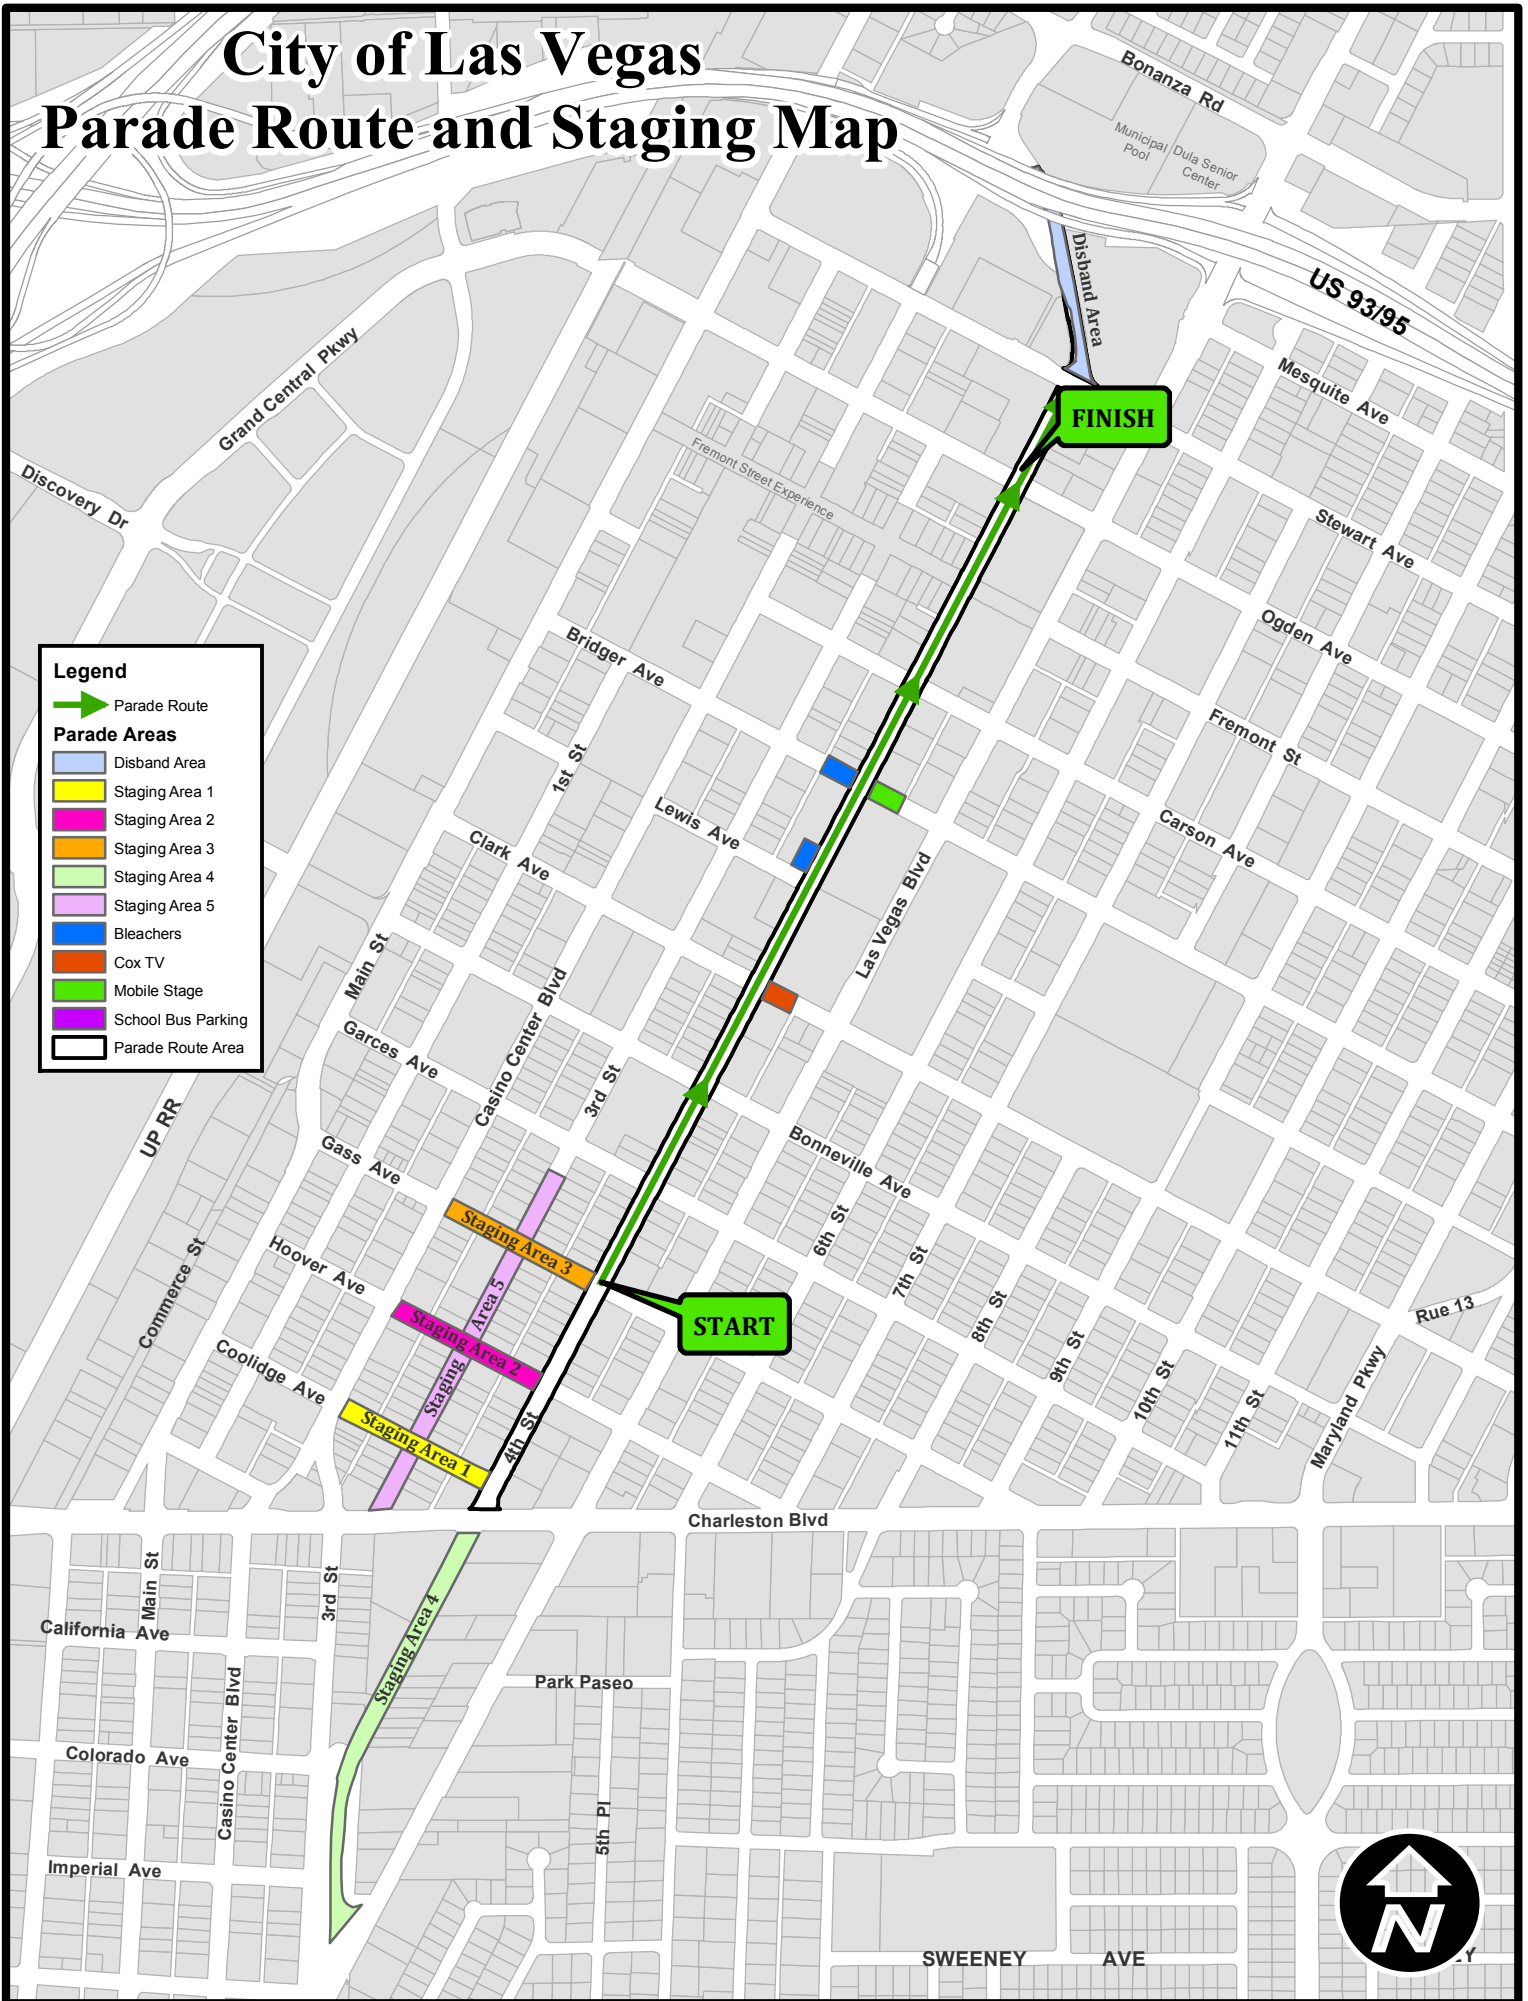 City of Las Vegas
Parade Route and Staging Map
Bonanza Rd
Municipal
Pool
Dula Senior
Center
Disband Area
US 93/95
Grand Central Pkwy
Mesquite Ave
FINISH
Discovery Dr
Fremont Street Experience
Stewart Ave
Ogden Ave
Bridger Ave
Legend
Parade Route
Parade Areas
Disband Area
Staging Area 1
Staging Area 2
Staging Area 3
Staging Area 4
Staging Area 5
Bleachers
Cox TV
Mobile Stage
School Bus Parking
Parade Route Area
Fremont St
1st St
Lewis Ave
Carson Ave
Clark Ave
Las Vegas Blvd
Main St
Casino Center Blvd
Garces Ave
3rd St
UP RR
Gass Ave
Bonneville Ave
Staging Area 3
6th St
Hoover Ave
Commerce St
7th St
Staging Area 5
START
8th St
Rue 13
Staging Area 2
Coolidge Ave
9th St
10th St
11th St
Maryland Pkwy
Staging Area 1
4th St
Charleston Blvd
Main St
3rd St
California Ave
Staging Area 4
Park Paseo
Casino Center Blvd
Colorado Ave
5th Pl
Imperial Ave
SWEENEY AVE
N